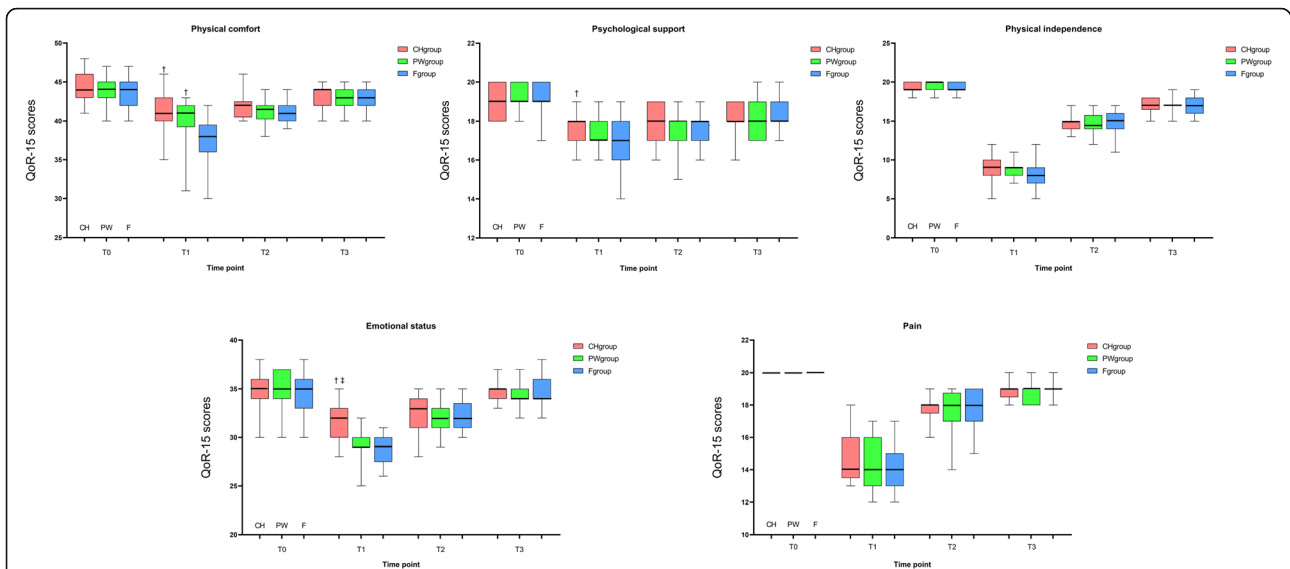 Physical comfort
50
45
40
35
30
25
QoR-15 scores
†
†
CHgroup
PWgroup
Fgroup
CH PW F
T0 T1 T2 T3
Time point
Psychological support
22
20
18
16
14
12
QoR-15 scores
†
CHgroup
PWgroup
Fgroup
CH PW F
T0 T1 T2 T3
Time point
Physical independence
25
20
15
10
5
0
QoR-15 scores
CHgroup
PWgroup
Fgroup
CH PW F
T0 T1 T2 T3
Time point
Emotional status
40
35
30
25
20
QoR-15 scores
†‡
CHgroup
PWgroup
Fgroup
CH PW F
T0 T1 T2 T3
Time point
Pain
22
20
18
16
14
12
10
QoR-15 scores
CHgroup
PWgroup
Fgroup
CH PW F
T0 T1 T2 T3
Time point